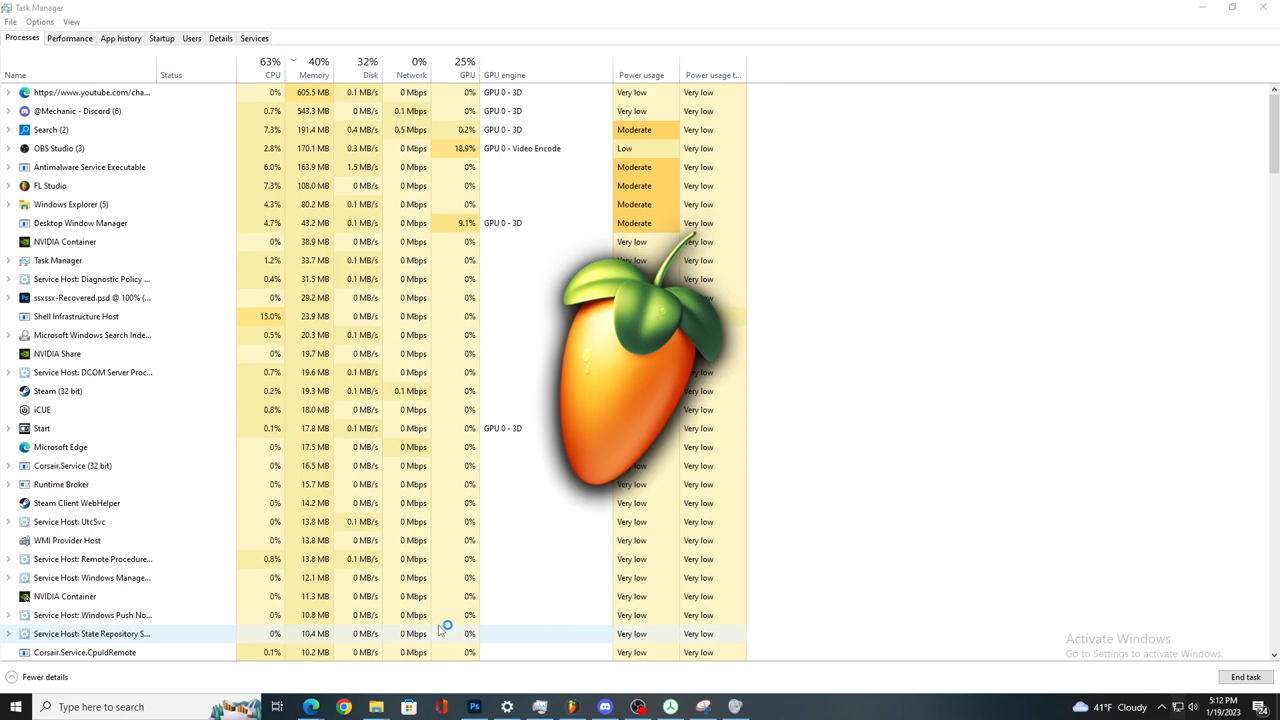 Task Manager
File Options View
Processes Performance App history Startup Users Details Services
63% 40% 32% 0% 25%
Name Status CPU Memory Disk Network GPU GPU engine Power usage Power usage t...
https://www.youtube.com/cha... 0% 605.5 MB 0.1 MB/s 0 Mbps 0% GPU 0 - 3D Very low Very low
@Mechanic - Discord (6) 0.7% 543.3 MB 0 MB/s 0.1 Mbps 0% GPU 0 - 3D Very low Very low
Search (2) 7.3% 191.4 MB 0.4 MB/s 0.5 Mbps 0.2% GPU 0 - 3D Moderate Very low
OBS Studio (3) 2.8% 170.1 MB 0.3 MB/s 0 Mbps 18.9% GPU 0 - Video Encode Low Very low
Antimalware Service Executable 6.0% 163.9 MB 1.5 MB/s 0 Mbps 0% Moderate Very low
FL Studio 7.3% 108.0 MB 0 MB/s 0 Mbps 0% Moderate Very low
Windows Explorer (5) 4.3% 80.2 MB 0.1 MB/s 0 Mbps 0% Moderate Very low
Desktop Window Manager 4.7% 43.2 MB 0 MB/s 0 Mbps 9.1% GPU 0 - 3D Moderate Very low
NVIDIA Container 0% 38.9 MB 0 MB/s 0 Mbps 0% Very low Very low
Task Manager 1.2% 33.7 MB 0 MB/s 0 Mbps 0% Very low Very low
Service Host: Diagnostic Policy ... 0.4% 31.5 MB 0.1 MB/s 0 Mbps 0% Very low
ssxssx-Recovered.psd @ 100% (... 0% 29.2 MB 0 MB/s 0 Mbps 0%
Shell Infrastructure Host 15.0% 23.9 MB 0 MB/s 0 Mbps 0%
Microsoft Windows Search Inde... 0.5% 20.3 MB 0.1 MB/s 0 Mbps 0%
NVIDIA Share 0% 19.7 MB 0 MB/s 0 Mbps 0%
Service Host: DCOM Server Proc... 0.7% 19.6 MB 0.1 MB/s 0 Mbps 0% Very low
Steam (32 bit) 0.2% 19.3 MB 0.1 MB/s 0.1 Mbps 0% Very low
iCUE 0.8% 18.0 MB 0 MB/s 0 Mbps 0% Very low
Start 0.1% 17.8 MB 0.1 MB/s 0 Mbps 0% GPU 0 - 3D Very low
Microsoft Edge 0% 17.5 MB 0 MB/s 0 Mbps 0% Very low
Corsair.Service (32 bit) 0% 16.5 MB 0 MB/s 0 Mbps 0% Very low
Runtime Broker 0% 15.7 MB 0 MB/s 0 Mbps 0% Very low Very low
Steam Client WebHelper 0% 14.2 MB 0 MB/s 0 Mbps 0% Very low Very low
Service Host: UtcSvc 0% 13.8 MB 0.1 MB/s 0 Mbps 0% Very low Very low
WMI Provider Host 0% 13.8 MB 0 MB/s 0 Mbps 0% Very low Very low
Service Host: Remote Procedure... 0.8% 13.8 MB 0.1 MB/s 0 Mbps 0% Very low Very low
Service Host: Windows Manage... 0% 12.1 MB 0 MB/s 0 Mbps 0% Very low Very low
NVIDIA Container 0% 11.3 MB 0 MB/s 0 Mbps 0% Very low Very low
Service Host: Windows Push No... 0% 10.8 MB 0 MB/s 0 Mbps 0% Very low Very low
Service Host: State Repository S... 0% 10.4 MB 0 MB/s 0 Mbps 0% Very low Very low
Corsair.Service.CpuIdRemote 0.1% 10.2 MB 0 MB/s 0 Mbps 0% Very low Very low
Activate Windows
Go to Settings to activate Windows.
Fewer details End task
Type here to search 41°F Cloudy 5:12 PM
1/19/2023 24